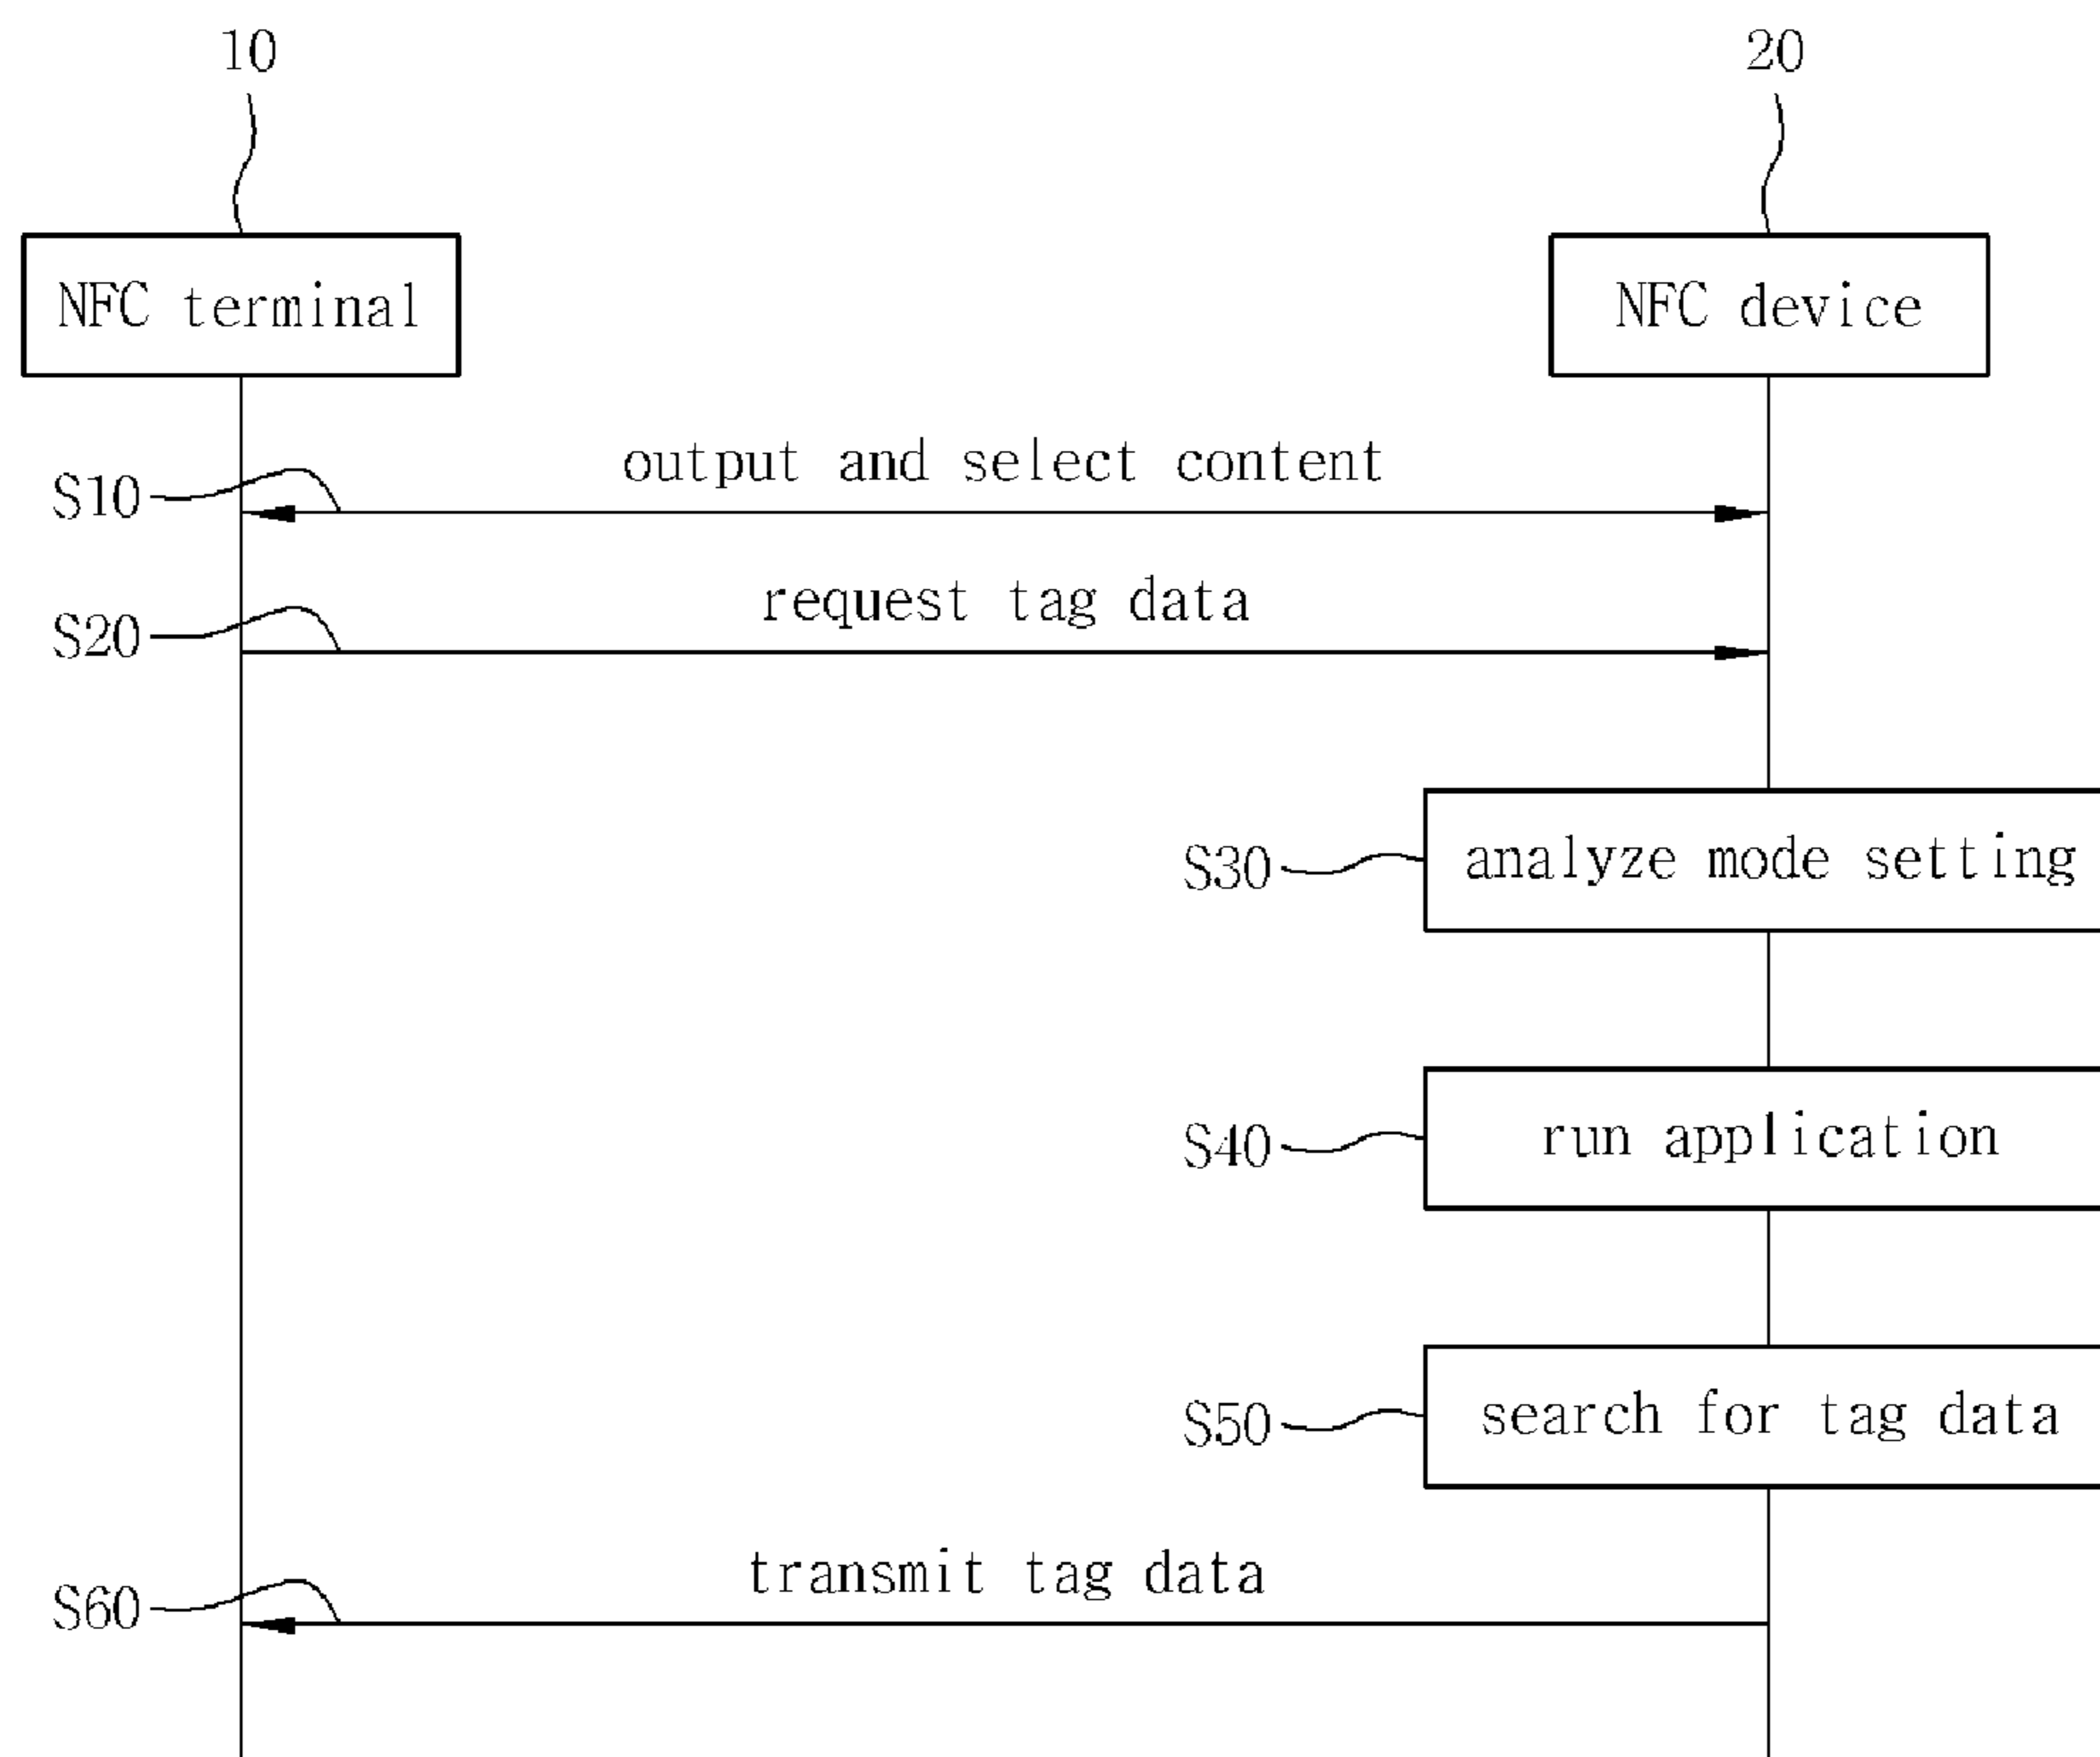 10
20
NFC terminal
NFC device
output and select content
S10
request tag data
S20
analyze mode setting
S30
run application
S40
search for tag data
S50
transmit tag data
S60